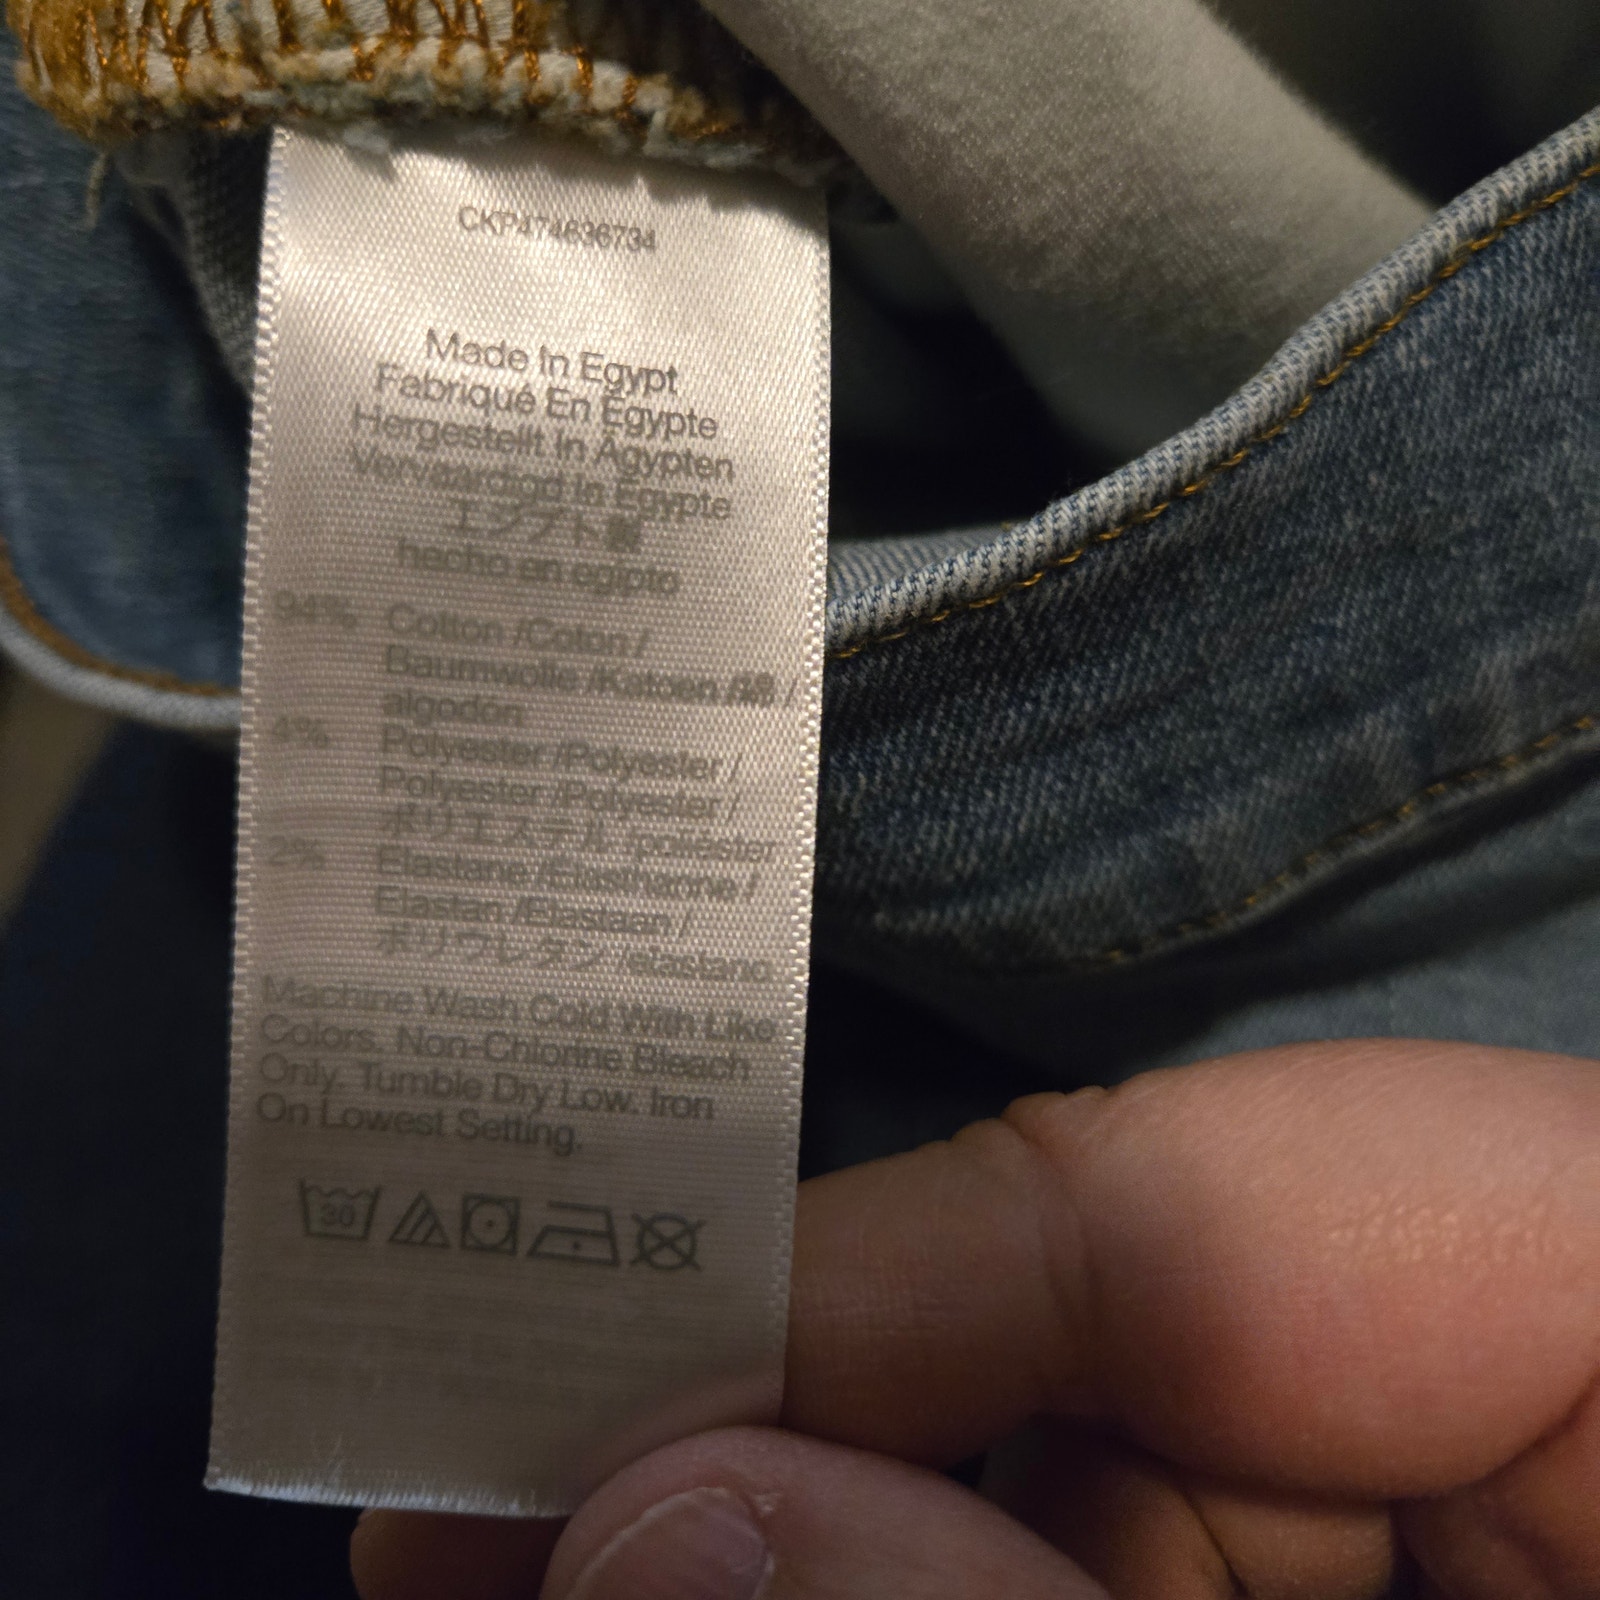 CKP474636734
Made In Egypt
Fabriqué En Égypte
Hergestellt In Ägypten
Vervaardigd In Egypte
エジプト製
hecho en egipto
94% Cotton /Coton /
Baumwolle /Katoen /綿 /
algodón
4% Polyester /Polyester /
Polyester /Polyester /
ポリエステル /poliéster
2% Elastane /Élasthanne /
Elastan /Elastaan /
ポリウレタン /elastano
Machine Wash Cold With Like
Colors. Non-Chlorine Bleach
Only. Tumble Dry Low. Iron
On Lowest Setting.
30